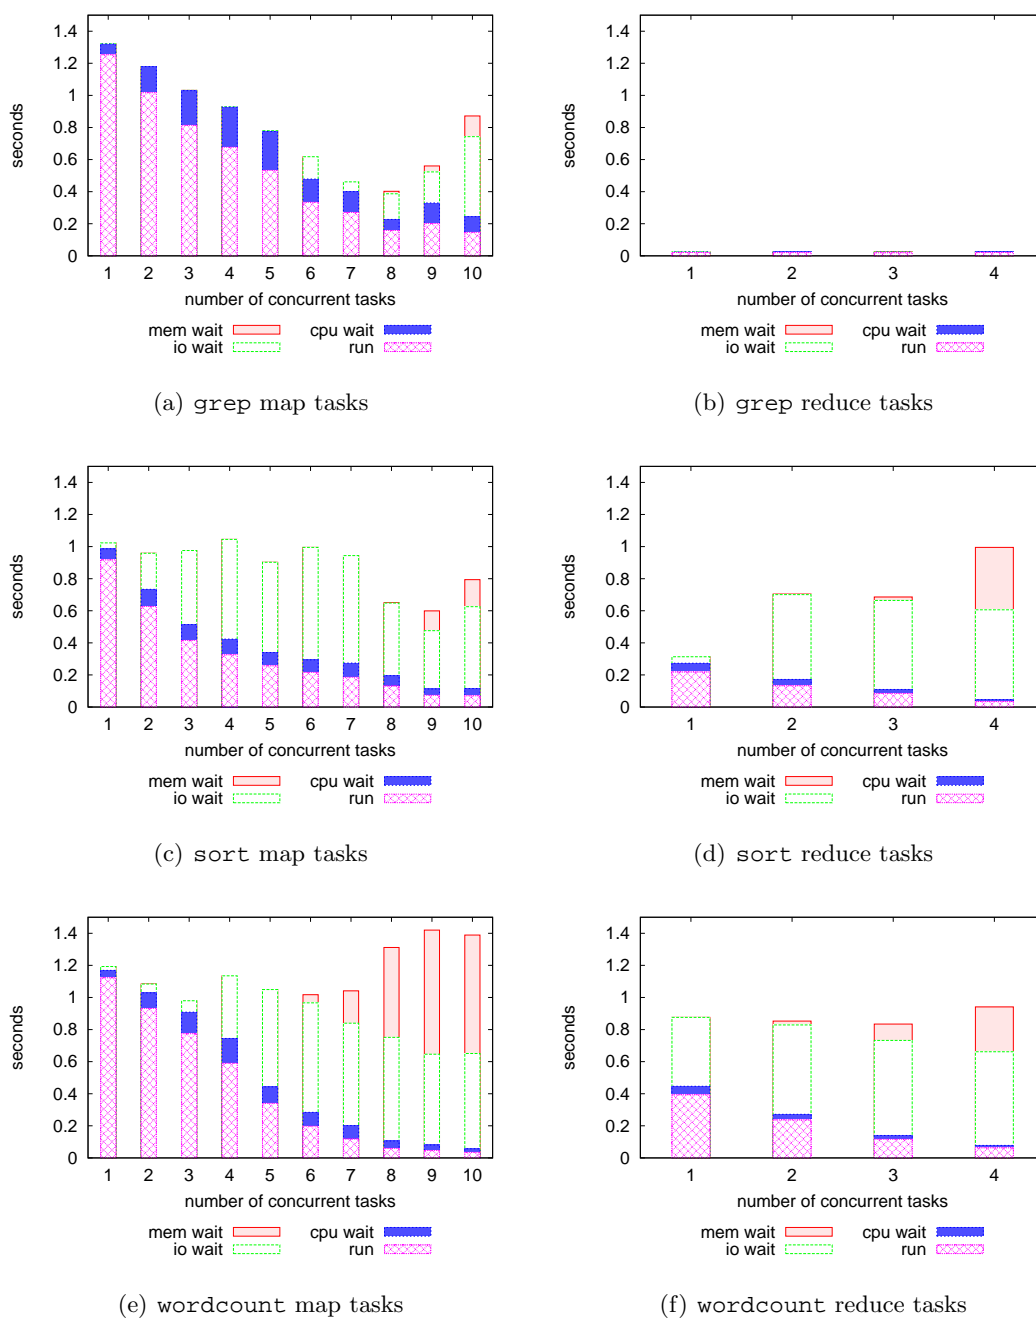 1.4
1.2
1
0.8
0.6
0.4
0.2
0
seconds
1 2 3 4 5 6 7 8 9 10
number of concurrent tasks
mem wait cpu wait
io wait run
(a) grep map tasks
1.4
1.2
1
0.8
0.6
0.4
0.2
0
seconds
1 2 3 4
number of concurrent tasks
mem wait cpu wait
io wait run
(b) grep reduce tasks
1.4
1.2
1
0.8
0.6
0.4
0.2
0
seconds
1 2 3 4 5 6 7 8 9 10
number of concurrent tasks
mem wait cpu wait
io wait run
(c) sort map tasks
1.4
1.2
1
0.8
0.6
0.4
0.2
0
seconds
1 2 3 4
number of concurrent tasks
mem wait cpu wait
io wait run
(d) sort reduce tasks
1.4
1.2
1
0.8
0.6
0.4
0.2
0
seconds
1 2 3 4 5 6 7 8 9 10
number of concurrent tasks
mem wait cpu wait
io wait run
(e) wordcount map tasks
1.4
1.2
1
0.8
0.6
0.4
0.2
0
seconds
1 2 3 4
number of concurrent tasks
mem wait cpu wait
io wait run
(f) wordcount reduce tasks